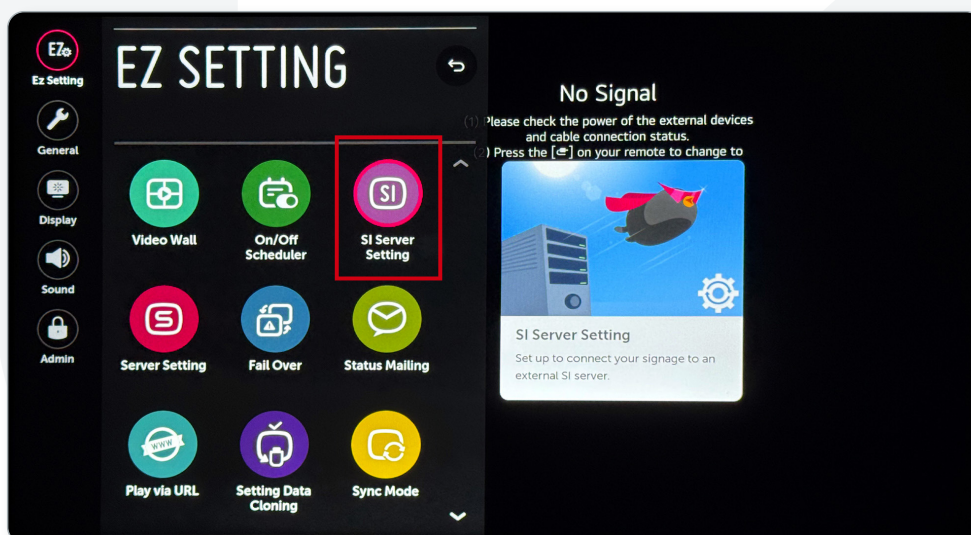 EZ
Ez Setting
General
Display
Sound
Admin
EZ SETTING
Video Wall
On/Off
Scheduler
SI
SI Server
Setting
S
Server Setting
Fail Over
Status Mailing
WWW
Play via URL
Setting Data
Cloning
Sync Mode
No Signal
(1) Please check the power of the external devices
and cable connection status.
(2) Press the [ ] on your remote to change to
SI Server Setting
Set up to connect your signage to an
external SI server.